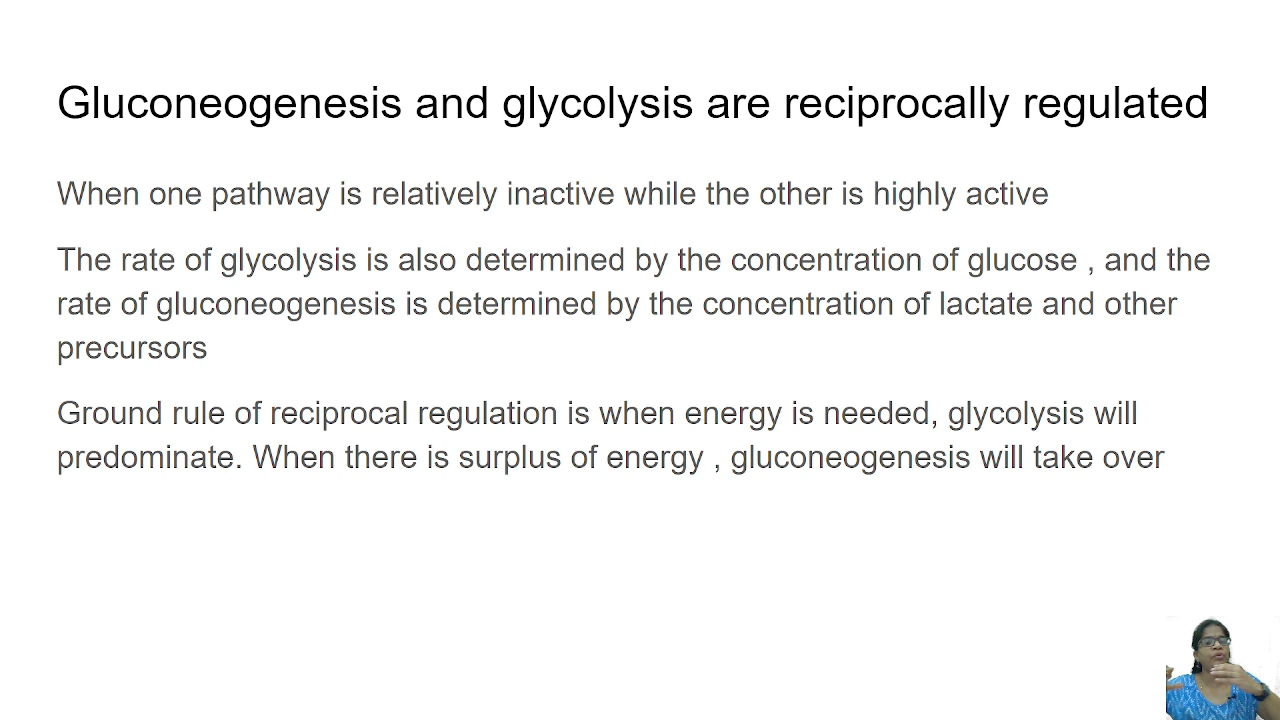 Gluconeogenesis and glycolysis are reciprocally regulated
When one pathway is relatively inactive while the other is highly active
The rate of glycolysis is also determined by the concentration of glucose , and the
rate of gluconeogenesis is determined by the concentration of lactate and other
precursors
Ground rule of reciprocal regulation is when energy is needed, glycolysis will
predominate. When there is surplus of energy , gluconeogenesis will take over